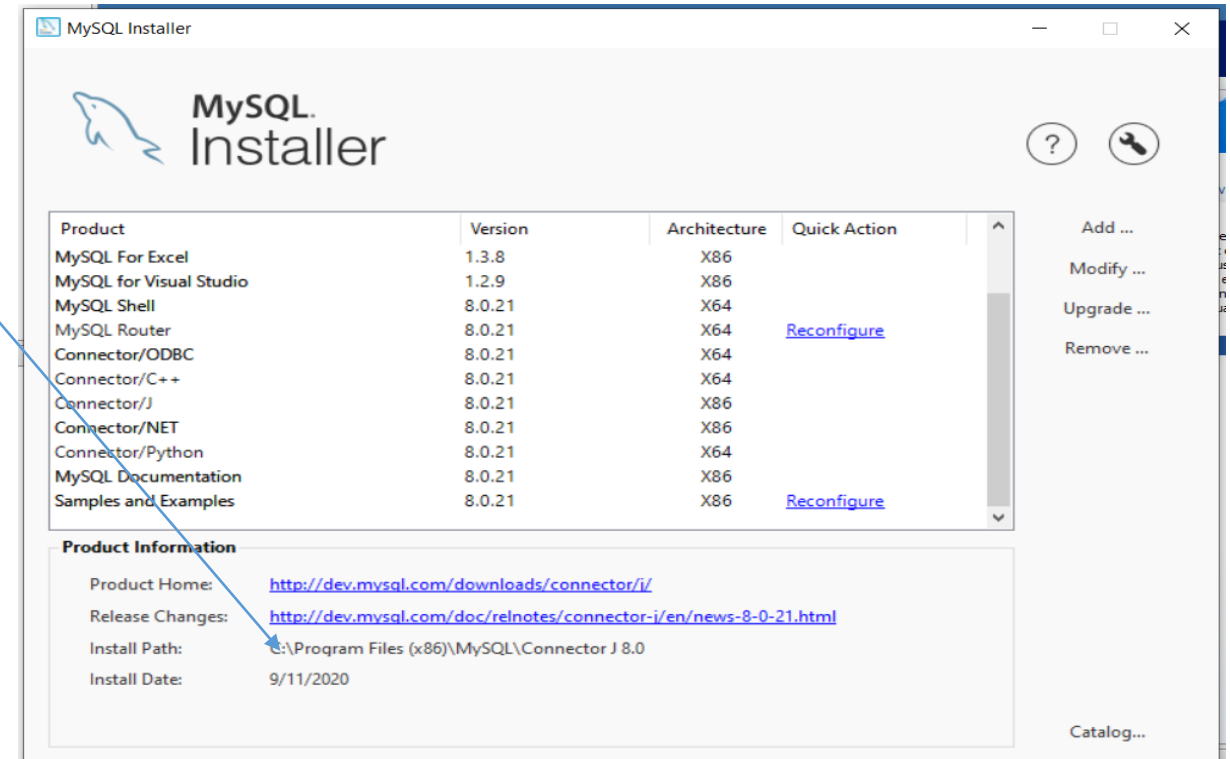 MySQL Installer
MySQL.
Installer
?
Product Version Architecture Quick Action
MySQL For Excel 1.3.8 X86
MySQL for Visual Studio 1.2.9 X86
MySQL Shell 8.0.21 X64
MySQL Router 8.0.21 X64 Reconfigure
Connector/ODBC 8.0.21 X64
Connector/C++ 8.0.21 X64
Connector/J 8.0.21 X86
Connector/NET 8.0.21 X86
Connector/Python 8.0.21 X64
MySQL Documentation 8.0.21 X86
Samples and Examples 8.0.21 X86 Reconfigure
Add ...
Modify ...
Upgrade ...
Remove ...
Product Information
Product Home: http://dev.mysql.com/downloads/connector/j/
Release Changes: http://dev.mysql.com/doc/relnotes/connector-j/en/news-8-0-21.html
Install Path: C:\Program Files (x86)\MySQL\Connector J 8.0
Install Date: 9/11/2020
Catalog...